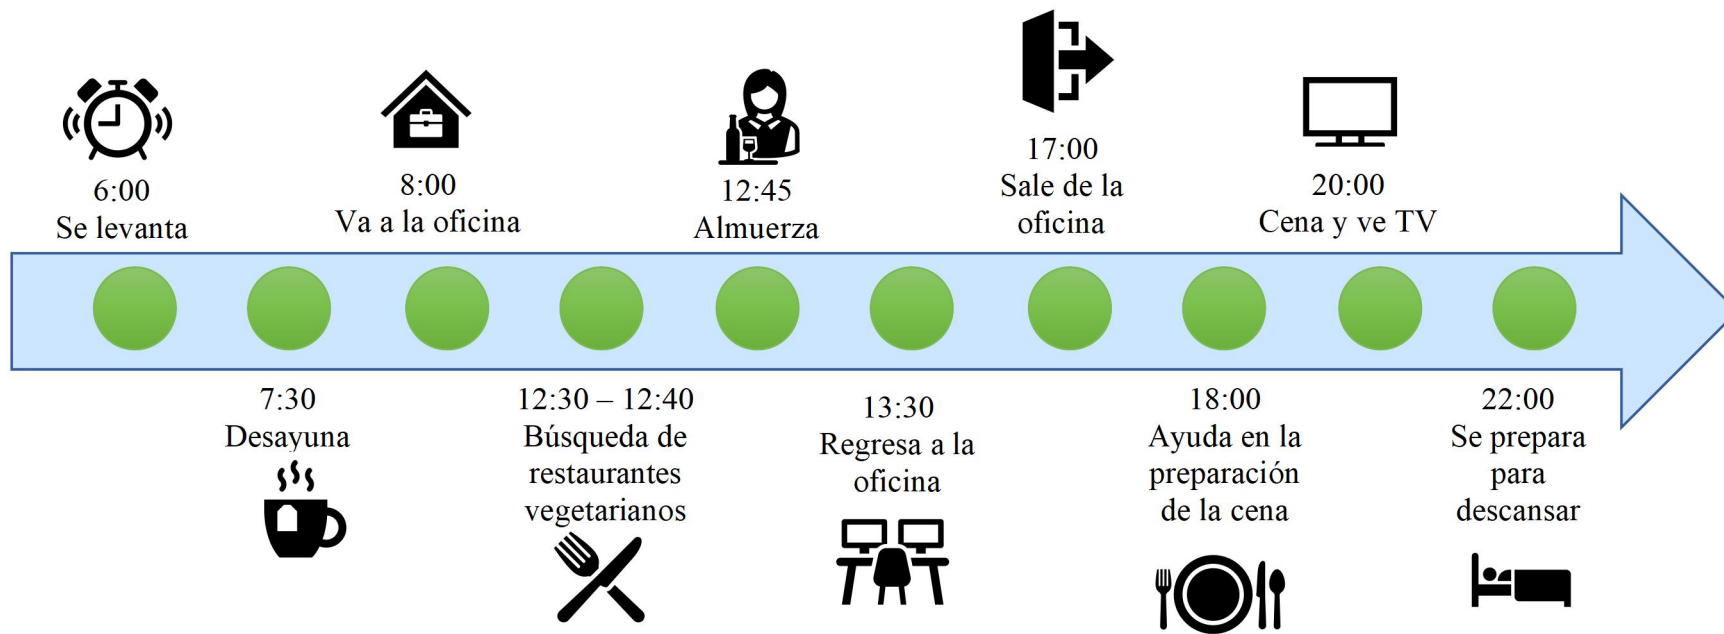 6:00
Se levanta
7:30
Desayuna
8:00
Va a la oficina
12:30 – 12:40
Búsqueda de
restaurantes
vegetarianos
12:45
Almuerza
13:30
Regresa a la
oficina
17:00
Sale de la
oficina
18:00
Ayuda en la
preparación
de la cena
20:00
Cena y ve TV
22:00
Se prepara
para
descansar